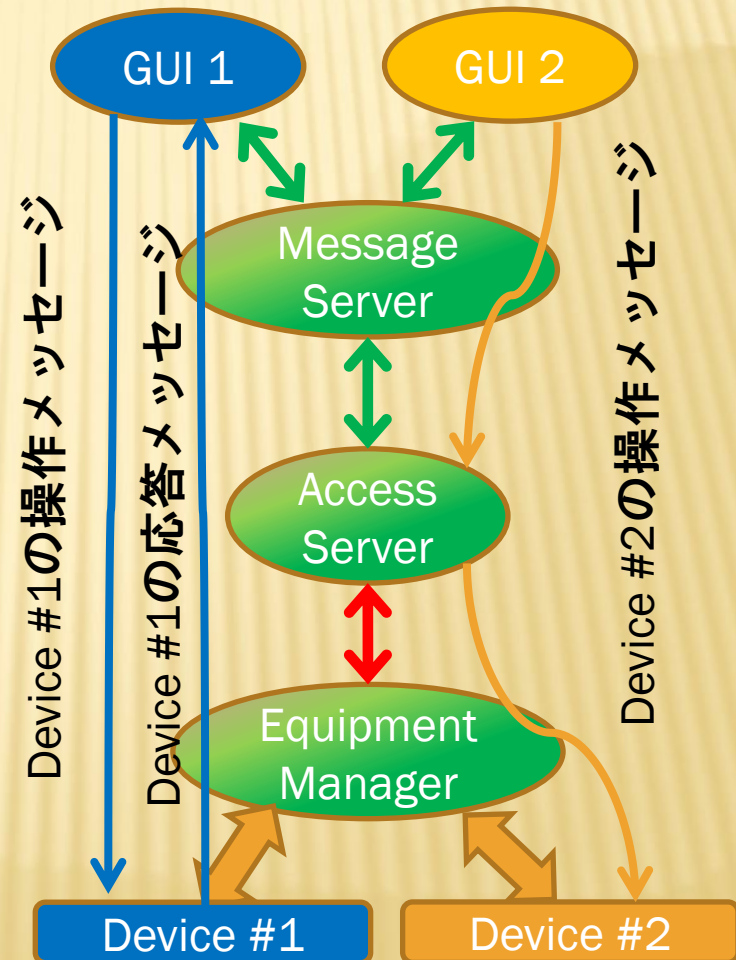 GUI 1
GUI 2
Message
Server
Access
Server
Equipment
Manager
Device #1
Device #2
Device #1の操作メッセージ
Device #1の応答メッセージ
Device #2の操作メッセージ